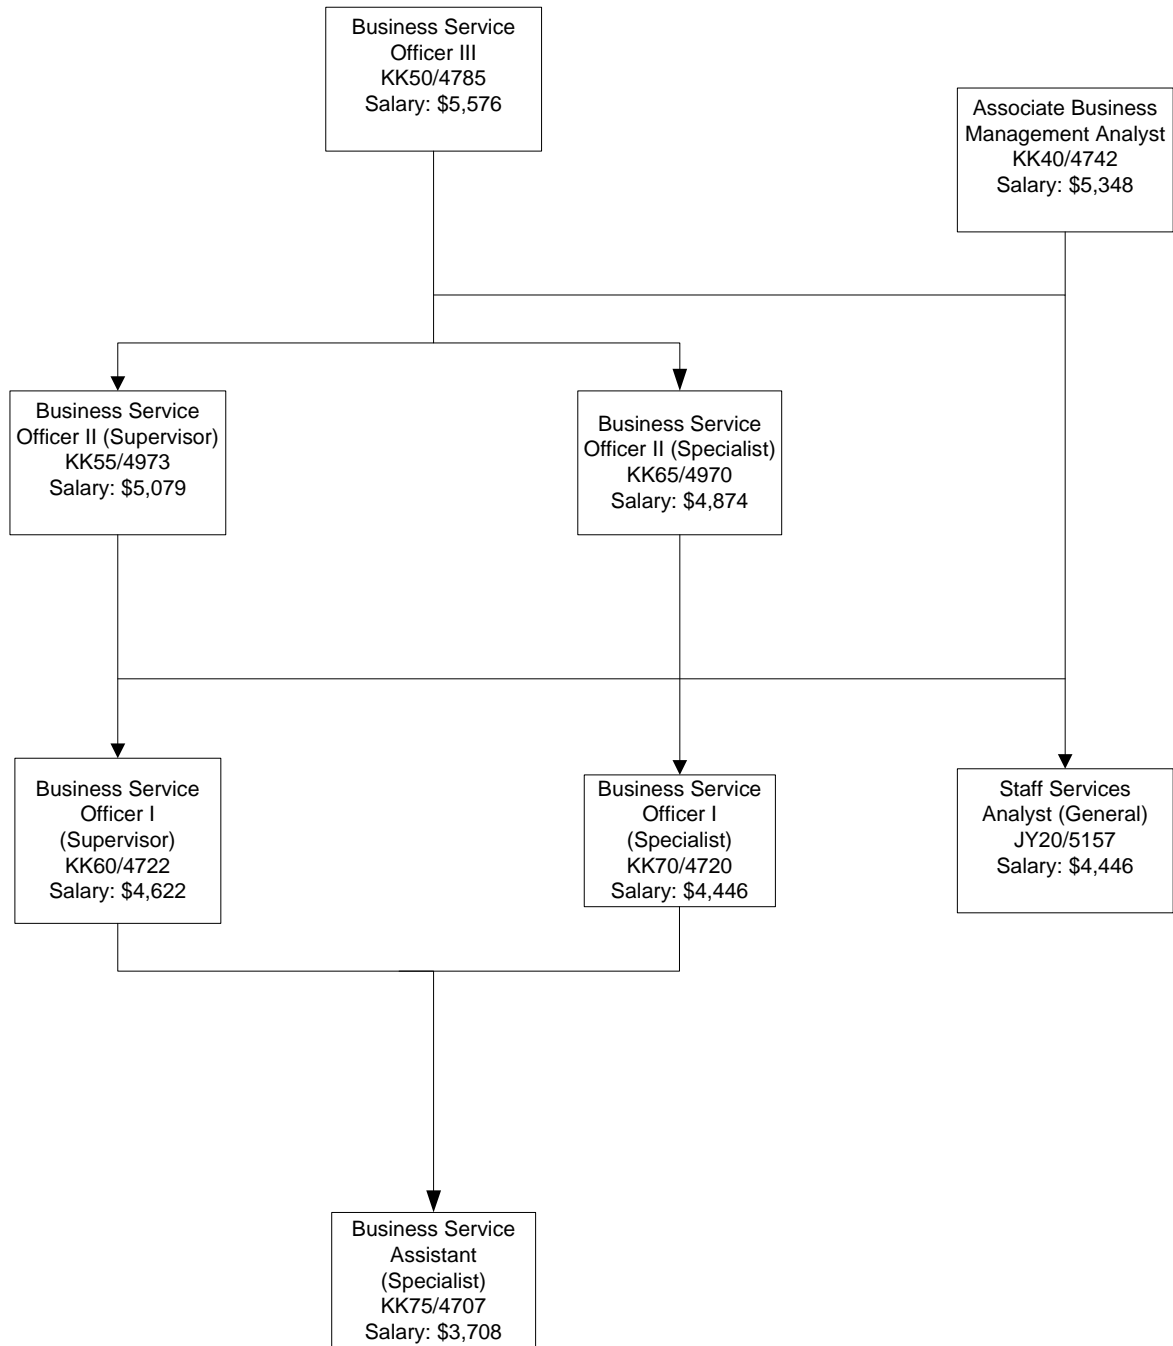 Business Service
Officer III
KK50/4785
Salary: $5,576
Associate Business
Management Analyst
KK40/4742
Salary: $5,348
Business Service
Officer II (Supervisor)
KK55/4973
Salary: $5,079
Business Service
Officer II (Specialist)
KK65/4970
Salary: $4,874
Business Service
Officer I
(Supervisor)
KK60/4722
Salary: $4,622
Business Service
Officer I
(Specialist)
KK70/4720
Salary: $4,446
Staff Services
Analyst (General)
JY20/5157
Salary: $4,446
Business Service
Assistant
(Specialist)
KK75/4707
Salary: $3,708